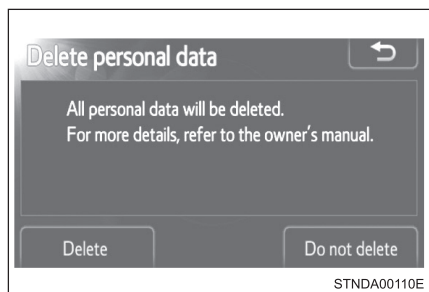 Delete personal data
All personal data will be deleted.
For more details, refer to the owner's manual.
Delete
Do not delete
STNDA00110E